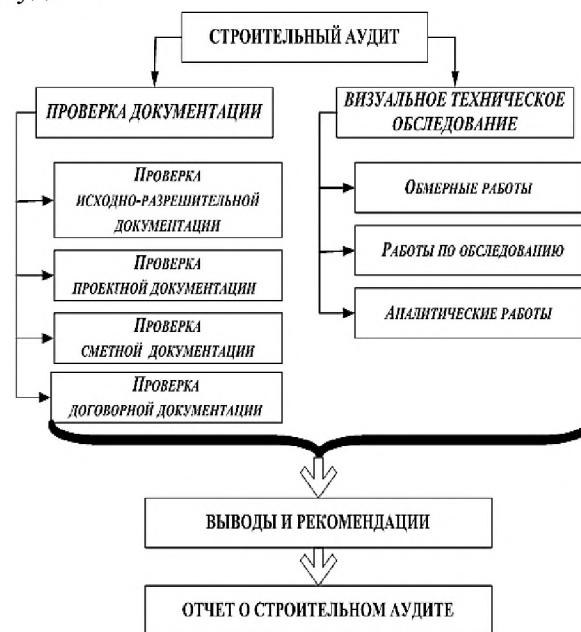 СТРОИТЕЛЬНЫЙ АУДИТ
ПРОВЕРКА ДОКУМЕНТАЦИИ
ПРОВЕРКА
ИСХОДНО-РАЗРЕШИТЕЛЬНОЙ
ДОКУМЕНТАЦИИ
ПРОВЕРКА
ПРОЕКТНОЙ ДОКУМЕНТАЦИИ
ПРОВЕРКА
СМЕТНОЙ ДОКУМЕНТАЦИИ
ПРОВЕРКА
ДОГОВОРНОЙ ДОКУМЕНТАЦИИ
ВИЗУАЛЬНОЕ ТЕХНИЧЕСКОЕ
ОБСЛЕДОВАНИЕ
ОБМЕРНЫЕ РАБОТЫ
РАБОТЫ ПО ОБСЛЕДОВАНИЮ
АНАЛИТИЧЕСКИЕ РАБОТЫ
ВЫВОДЫ И РЕКОМЕНДАЦИИ
ОТЧЕТ О СТРОИТЕЛЬНОМ АУДИТЕ